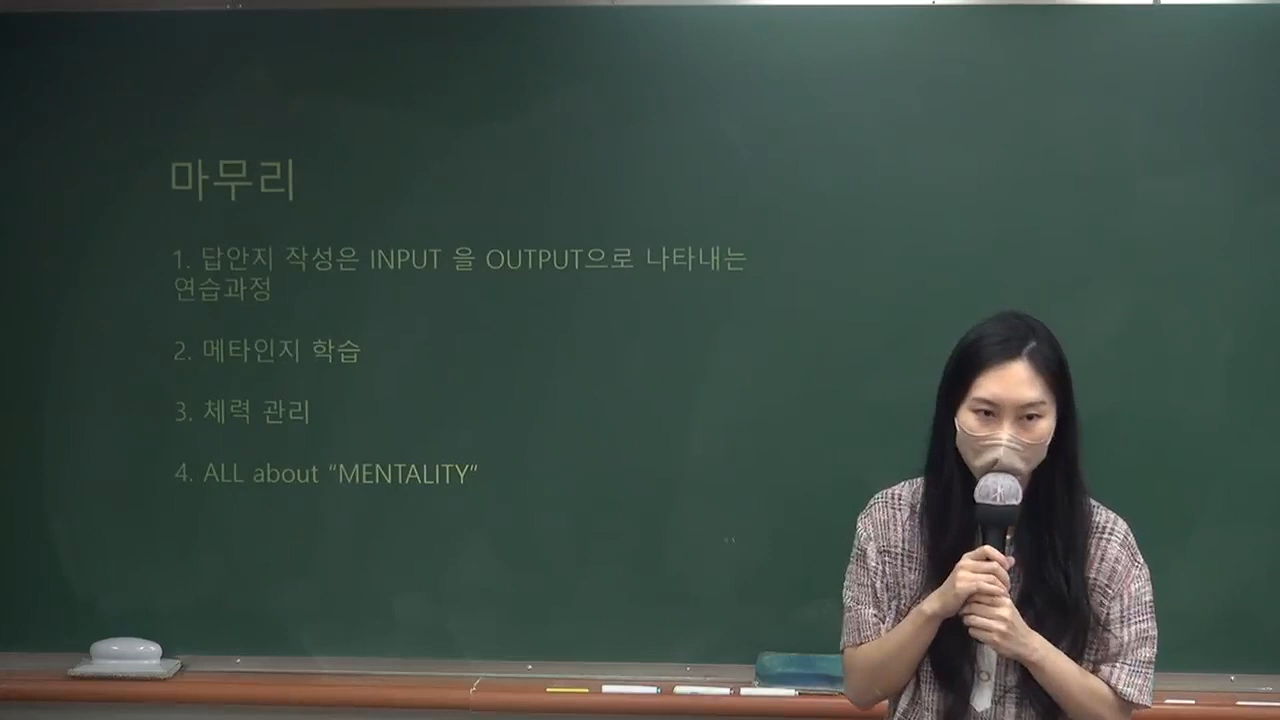 마무리
1. 답안지 작성은 INPUT 을 OUTPUT으로 나타내는
연습과정
2. 메타인지 학습
3. 체력 관리
4. ALL about “MENTALITY”